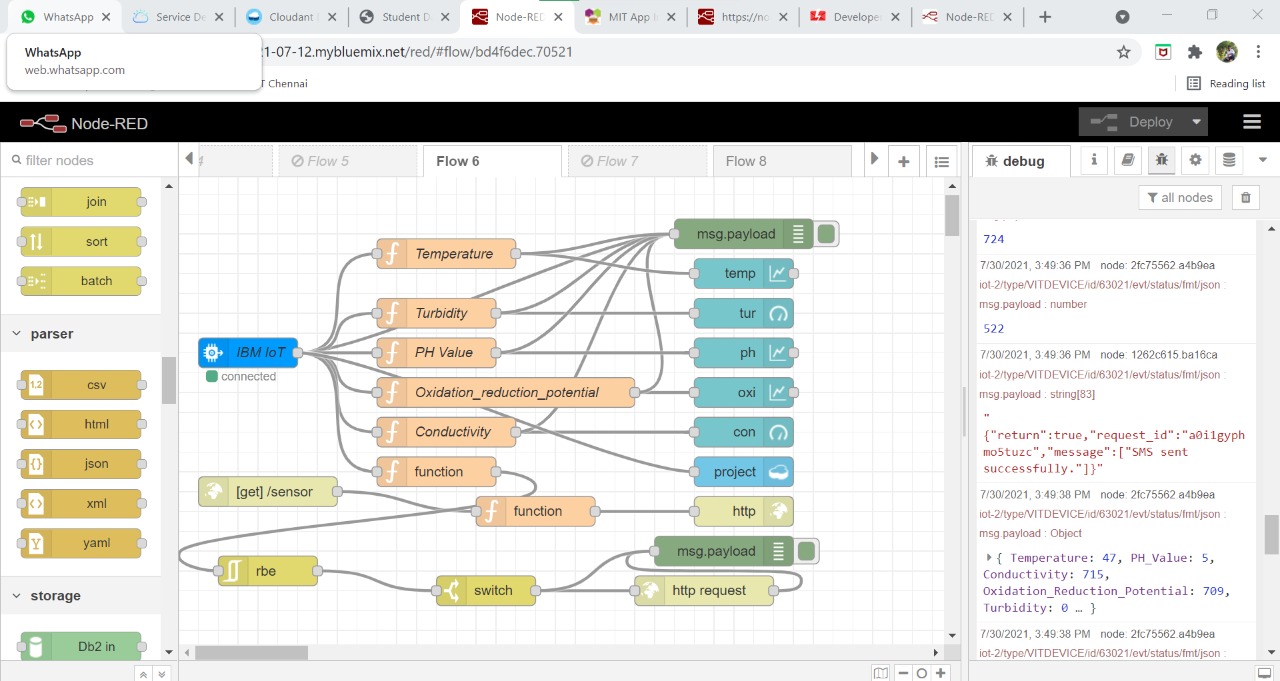 WhatsApp
Service De
Cloudant
Student D
Node-RED
MIT App I
https://no
Developer
Node-RED
WhatsApp
web.whatsapp.com
21-07-12.mybluemix.net/red/#flow/bd4f6dec.70521
T Chennai
Reading list
Node-RED
Deploy
filter nodes
4
Flow 5
Flow 6
Flow 7
Flow 8
debug
i
all nodes
join
sort
batch
parser
csv
html
json
xml
yaml
storage
Db2 in
Temperature
Turbidity
IBM IoT
connected
PH Value
Oxidation_reduction_potential
Conductivity
function
[get] /sensor
function
rbe
switch
msg.payload
temp
tur
ph
oxi
con
project
http
msg.payload
http request
724
7/30/2021, 3:49:36 PM node: 2fc75562.a4b9ea
iot-2/type/VITDEVICE/id/63021/evt/status/fmt/json :
msg.payload : number
522
7/30/2021, 3:49:36 PM node: 1262c615.ba16ca
iot-2/type/VITDEVICE/id/63021/evt/status/fmt/json :
msg.payload : string[83]
"
{"return":true,"request_id":"a0i1gyph
mo5tuzc","message":["SMS sent
successfully."]}"
7/30/2021, 3:49:38 PM node: 2fc75562.a4b9ea
iot-2/type/VITDEVICE/id/63021/evt/status/fmt/json :
msg.payload : Object
{ Temperature: 47, PH_Value: 5,
Conductivity: 715,
Oxidation_Reduction_Potential: 709,
Turbidity: 0 … }
7/30/2021, 3:49:38 PM node: 2fc75562.a4b9ea
iot-2/type/VITDEVICE/id/63021/evt/status/fmt/json :